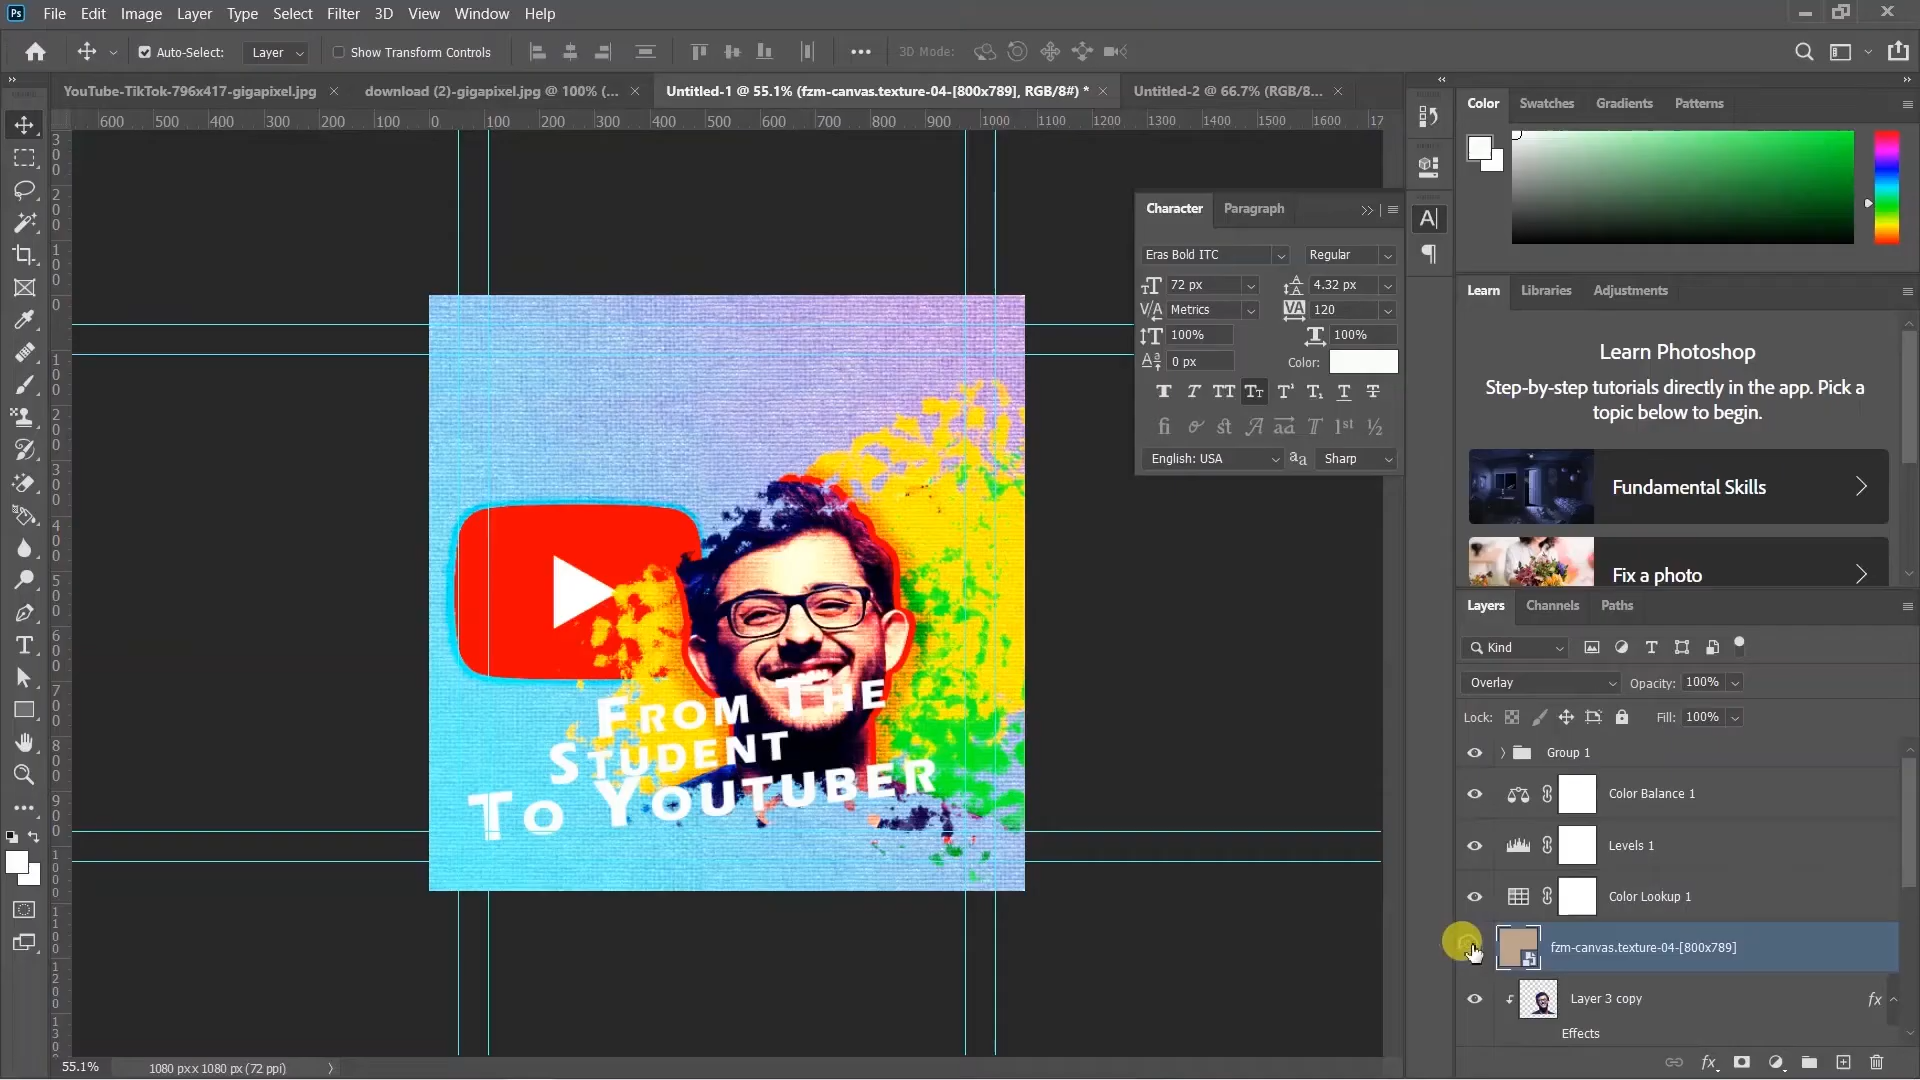 Ps File Edit Image Layer Type Select Filter 3D View Window Help
Auto-Select: Layer Show Transform Controls 3D Mode:
YouTube-TikTok-796x417-gigapixel.jpg download (2)-gigapixel.jpg @ 100% (... Untitled-1 @ 55.1% (fzm-canvas.texture-04-[800x789], RGB/8#) * Untitled-2 @ 66.7% (RGB/8...
600 500 400 300 200 100 0 100 200 300 400 500 600 700 800 900 1000 1100 1200 1300 1400 1500 1600 17
Color Swatches Gradients Patterns
Character Paragraph
Eras Bold ITC Regular
72 px 4.32 px
Metrics 120
100% 100%
0 px Color:
English: USA Sharp
Learn Libraries Adjustments
Learn Photoshop
Step-by-step tutorials directly in the app. Pick a
topic below to begin.
Fundamental Skills
Fix a photo
From The
Student
To Youtuber
Layers Channels Paths
Kind
Overlay Opacity: 100%
Lock: Fill: 100%
Group 1
Color Balance 1
Levels 1
Color Lookup 1
fzm-canvas.texture-04-[800x789]
Layer 3 copy fx
Effects
55.1% 1080 px x 1080 px (72 ppi)